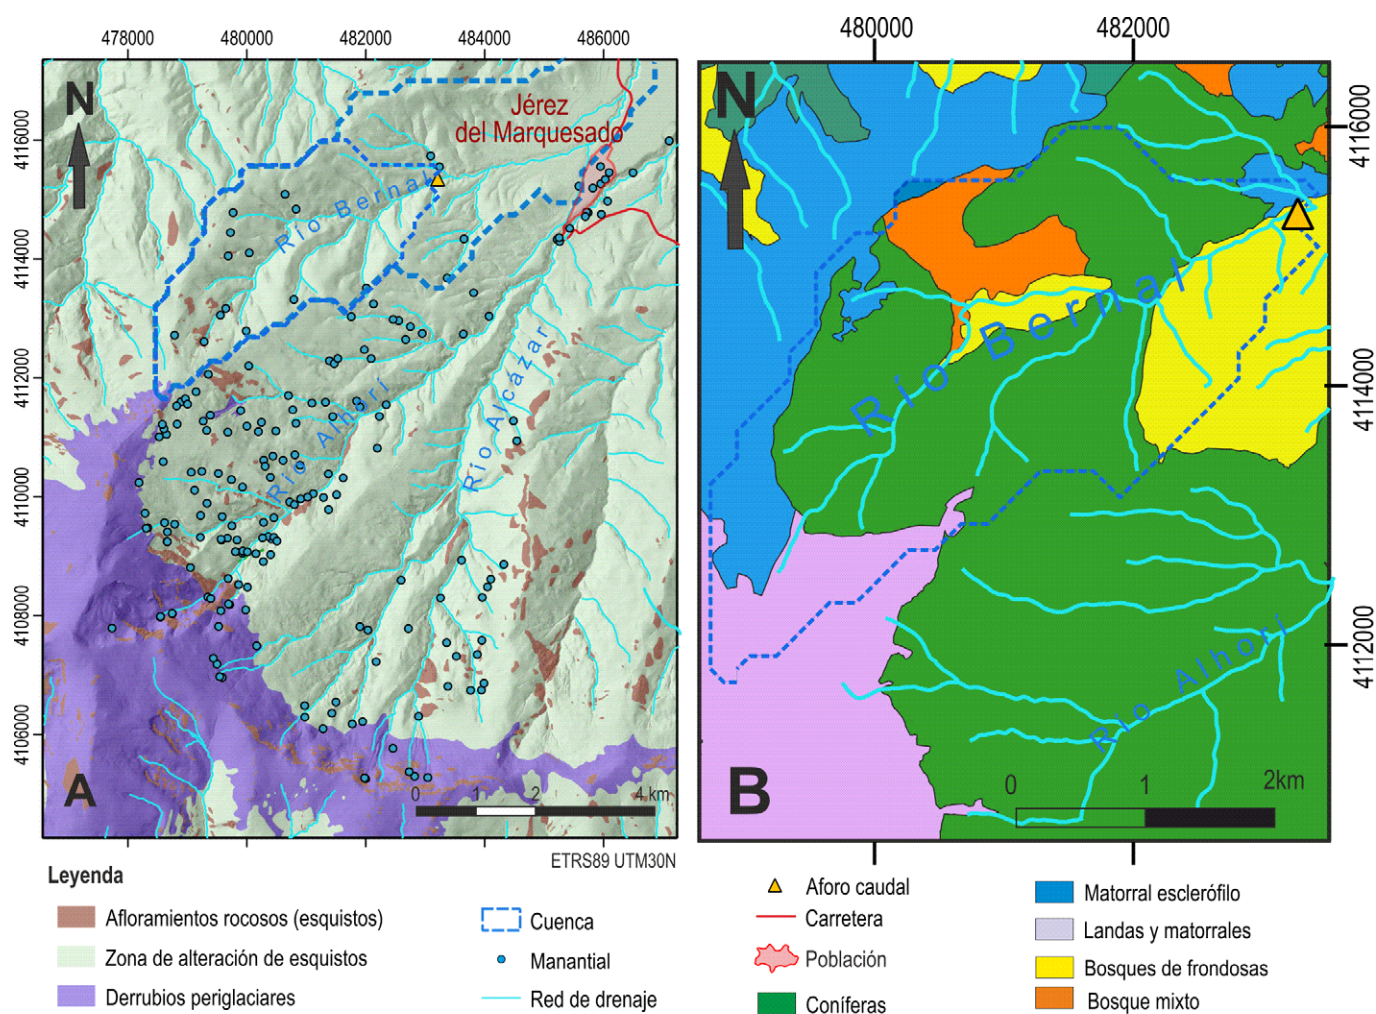 478000 480000 482000 484000 486000
4116000
4114000
4112000
4110000
4108000
4106000
N
Jérez
del Marquesado
Río Bernal
Río Alhorí
Río Alcázar
A
0 1 2 4 km
ETRS89 UTM30N
480000 482000
4116000
4114000
4112000
N
Río Bernal
Río Alhorí
B
0 1 2km
Leyenda
Afloramientos rocosos (esquistos)
Zona de alteración de esquistos
Derrubios periglaciares
Cuenca
Manantial
Red de drenaje
Aforo caudal
Carretera
Población
Coníferas
Matorral esclerófilo
Landas y matorrales
Bosques de frondosas
Bosque mixto